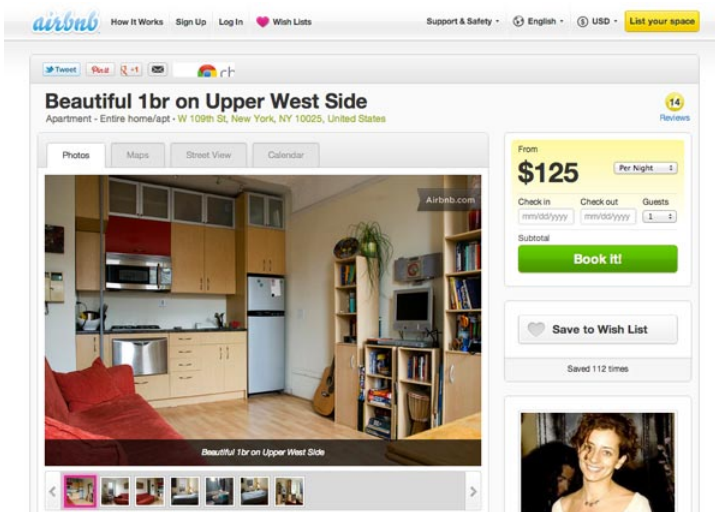 airbnb How It Works Sign Up Log In Wish Lists Support & Safety English USD List your space
Tweet Pin it +1
Beautiful 1br on Upper West Side
14
Apartment - Entire home/apt - W 109th St, New York, NY 10025, United States
Reviews
Photos Maps Street View Calendar
Airbnb.com
Beautiful 1br on Upper West Side
From
$125 Per Night
Check in Check out Guests
mm/dd/yyyy mm/dd/yyyy 1
Subtotal
Book it!
Save to Wish List
Saved 112 times